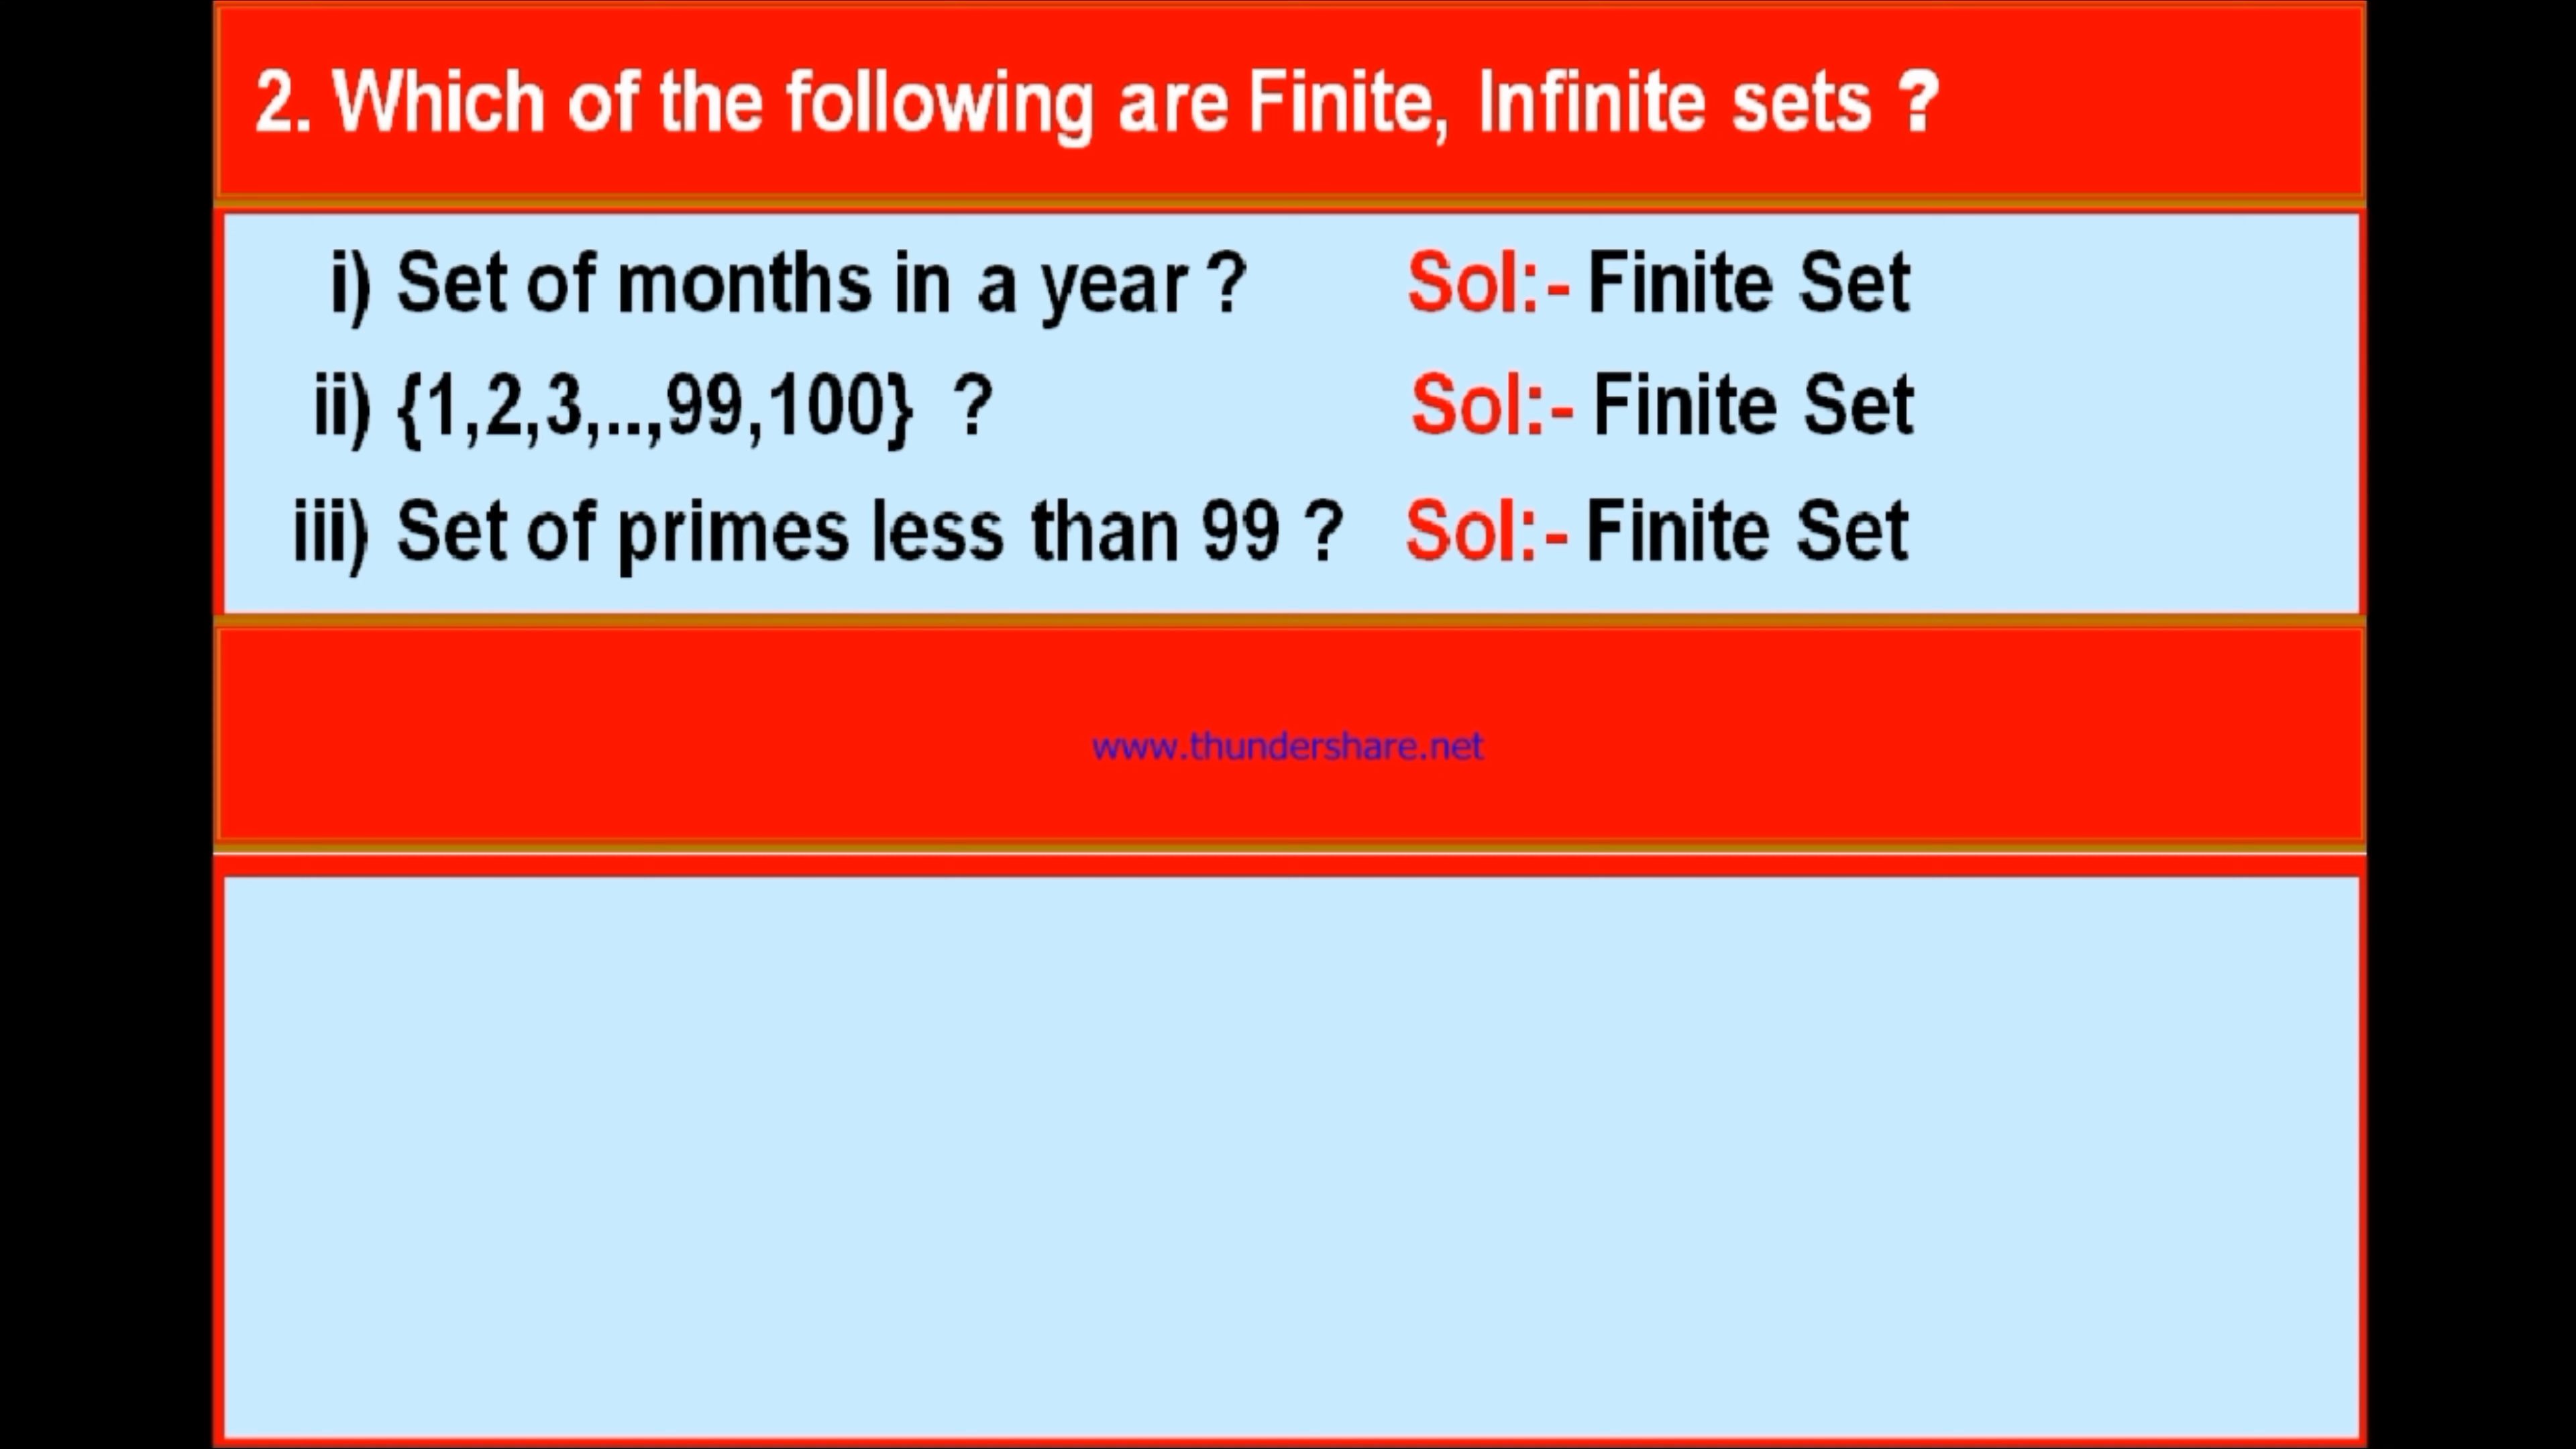 2. Which of the following are Finite, Infinite sets ?
i) Set of months in a year ? Sol:- Finite Set
ii) {1,2,3,..,99,100} ? Sol:- Finite Set
iii) Set of primes less than 99 ? Sol:- Finite Set
www.thundershare.net